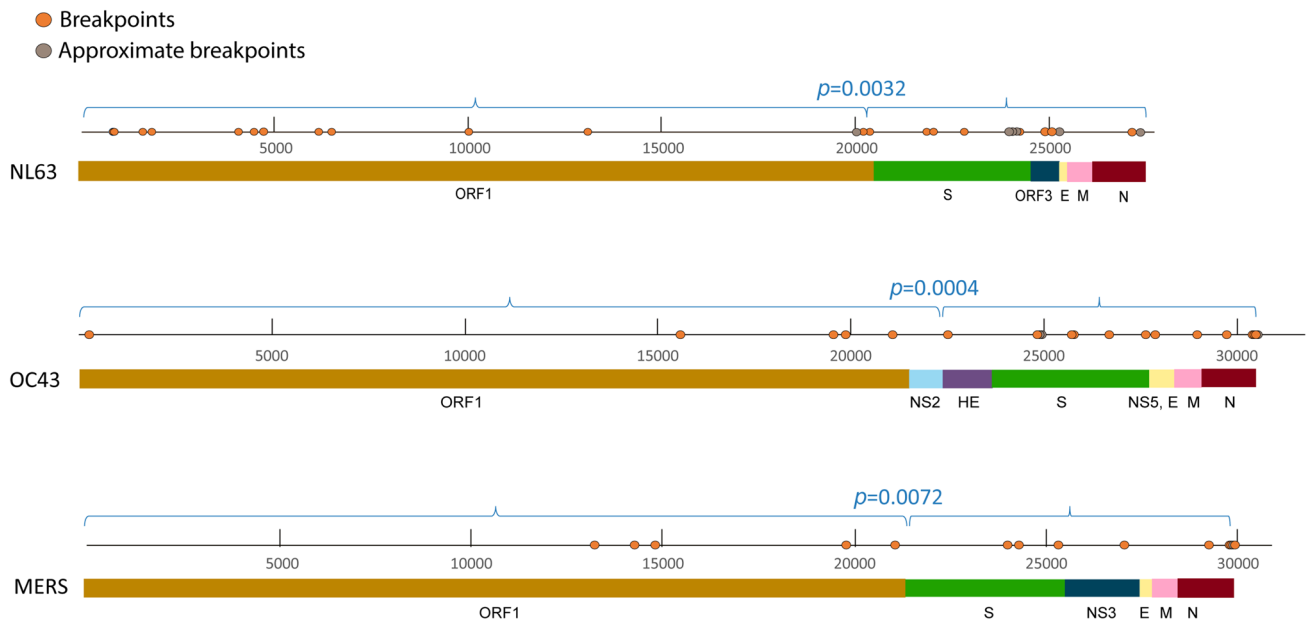 Breakpoints
Approximate breakpoints
p=0.0032
5000 10000 15000 20000 25000
NL63
ORF1 S ORF3 E M N
p=0.0004
5000 10000 15000 20000 25000 30000
OC43
ORF1 NS2 HE S NS5, E M N
p=0.0072
5000 10000 15000 20000 25000 30000
MERS
ORF1 S NS3 E M N